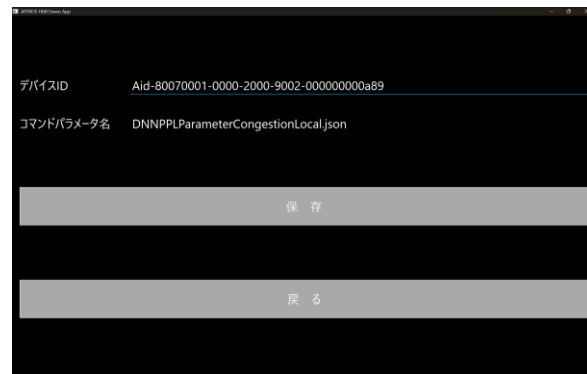 AITRIOS HUB Demo App
デバイスID Aid-80070001-0000-2000-9002-000000000a89
コマンドパラメータ名 DNNPPLParameterCongestionLocal.json
保 存
戻 る